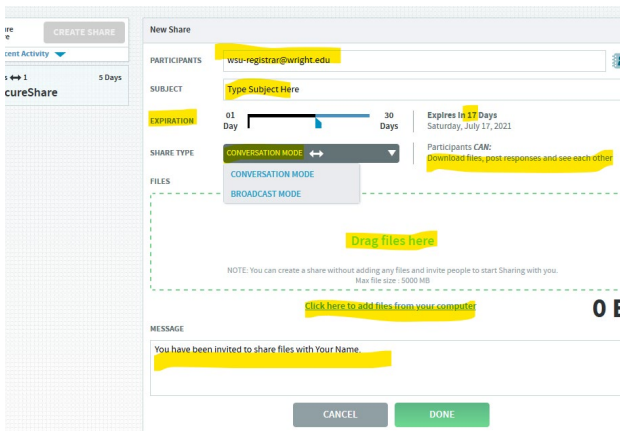 re
CREATE SHARE
New Share
cent Activity
PARTICIPANTS
wsu-registrar@wright.edu
s ↔ 1
5 Days
cureShare
SUBJECT
Type Subject Here
EXPIRATION
01
Day
30
Days
Expires In 17 Days
Saturday, July 17, 2021
SHARE TYPE
CONVERSATION MODE ↔
Participants CAN:
Download files, post responses and see each other
CONVERSATION MODE
BROADCAST MODE
FILES
Drag files here
NOTE: You can create a share without adding any files and invite people to start Sharing with you.
Max file size : 5000 MB
Click here to add files from your computer
0 B
MESSAGE
You have been invited to share files with Your Name.
CANCEL
DONE